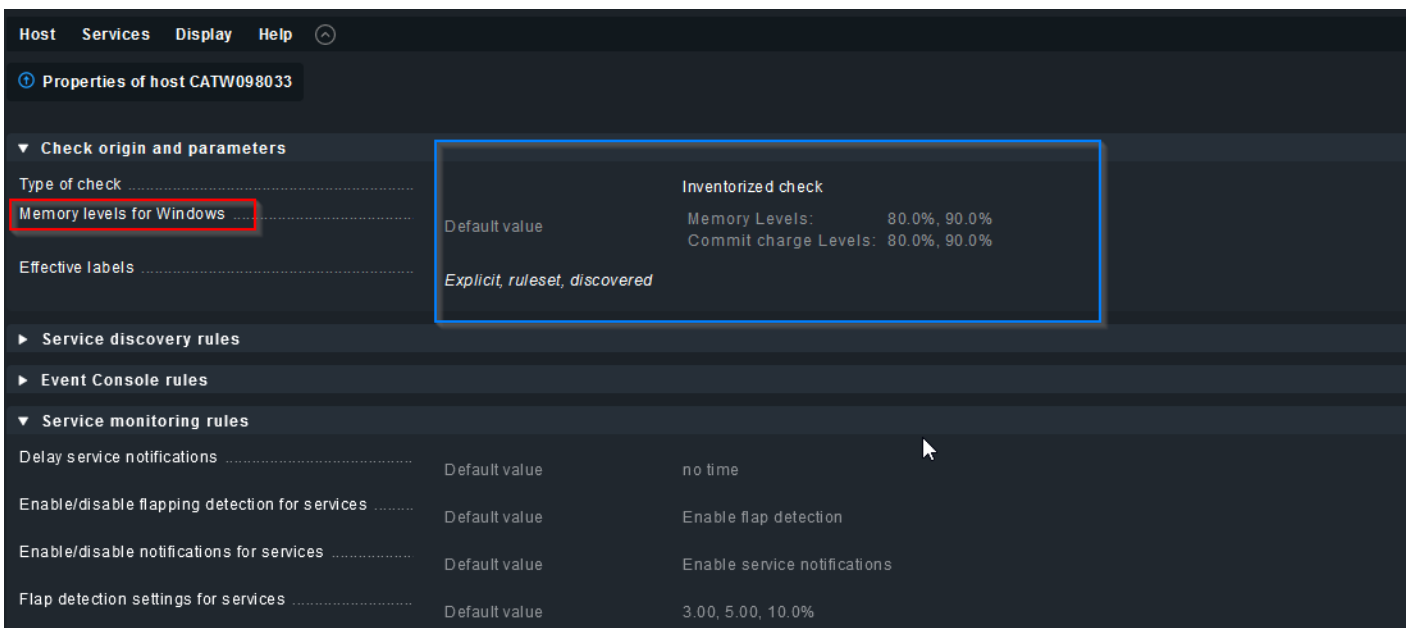 Host Services Display Help
Properties of host CATW098033
Check origin and parameters
Type of check Inventorized check
Memory levels for Windows Default value Memory Levels: 80.0%, 90.0%
Commit charge Levels: 80.0%, 90.0%
Effective labels Explicit, ruleset, discovered
Service discovery rules
Event Console rules
Service monitoring rules
Delay service notifications Default value no time
Enable/disable flapping detection for services Default value Enable flap detection
Enable/disable notifications for services Default value Enable service notifications
Flap detection settings for services Default value 3.00, 5.00, 10.0%